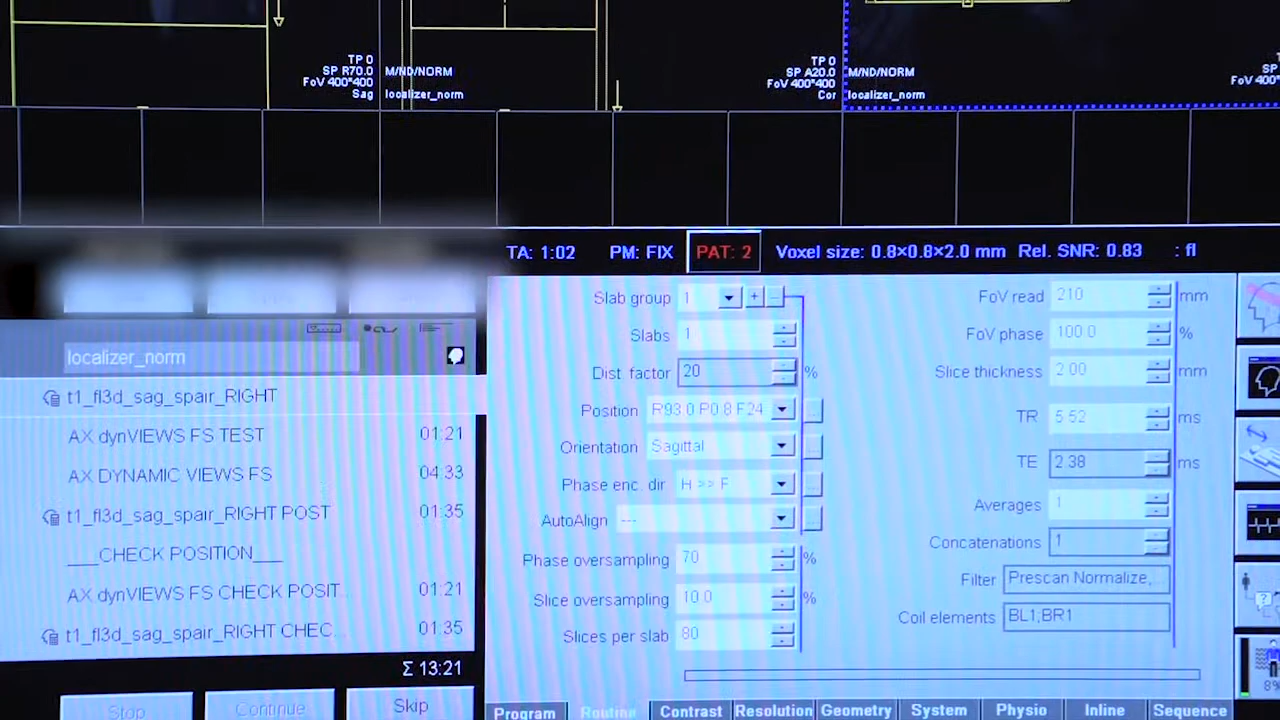 TP 0
SP R70.0
FoV 400*400
Sag
M/ND/NORM
localizer_norm
TP 0
SP A20.0
FoV 400*400
Cor
M/ND/NORM
localizer_norm
SP
FoV 400*
TA: 1:02 PM: FIX PAT: 2 Voxel size: 0.8×0.8×2.0 mm Rel. SNR: 0.83 : fl
localizer_norm
t1_fl3d_sag_spair_RIGHT
AX dynVIEWS FS TEST 01:21
AX DYNAMIC VIEWS FS 04:33
t1_fl3d_sag_spair_RIGHT POST 01:35
___CHECK POSITION___
AX dynVIEWS FS CHECK POSIT 01:21
t1_fl3d_sag_spair_RIGHT CHEC... 01:35
Σ 13:21
Stop Continue Skip
Slab group 1 + ...
Slabs 1
Dist. factor 20 %
Position R93.0 P0.8 F24 ...
Orientation Sagittal ...
Phase enc. dir. H >> F ...
AutoAlign --- ...
Phase oversampling 70 %
Slice oversampling 10.0 %
Slices per slab 80
FoV read 210 mm
FoV phase 100.0 %
Slice thickness 2.00 mm
TR 5.52 ms
TE 2.38 ms
Averages 1
Concatenations 1
Filter Prescan Normalize,...
Coil elements BL1;BR1
8%
Program Routine Contrast Resolution Geometry System Physio Inline Sequence